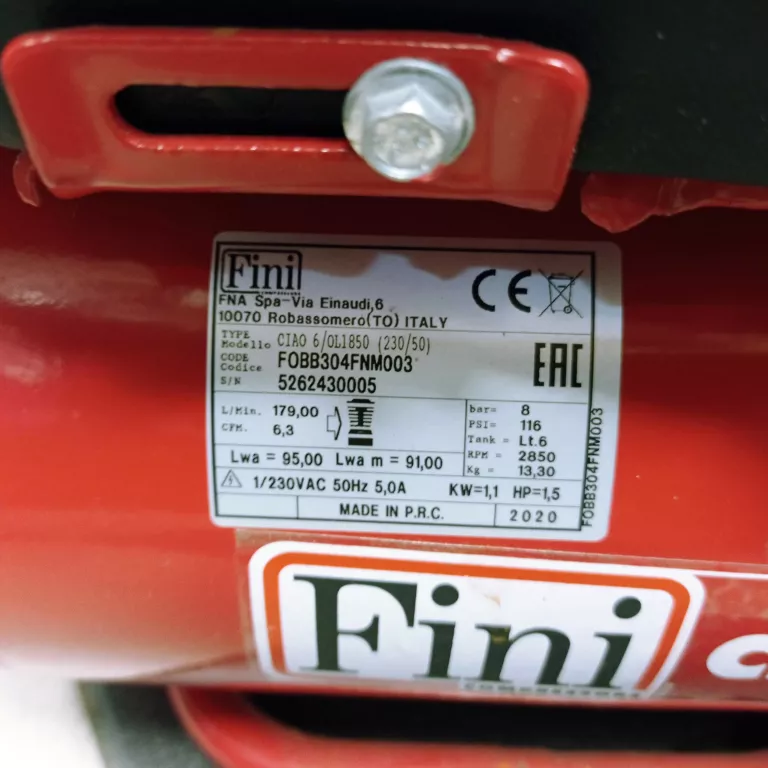 Fini
COMPRESSORS
FNA Spa-Via Einaudi,6
10070 Robassomero(TO) ITALY
CE
TYPE
Modello CIAO 6/OL1850 (230/50)
CODE
Codice FOBB304FNM003
S/N 5262430005
EAC
L/Min. 179,00
CFM. 6,3
bar= 8
PSI= 116
Tank = Lt.6
RPM = 2850
Kg = 13,30
Lwa = 95,00 Lwa m = 91,00
1/230VAC 50Hz 5,0A KW=1,1 HP=1,5
MADE IN P.R.C. 2020
FOBB304FNM003
Fini
COMPRESSORS